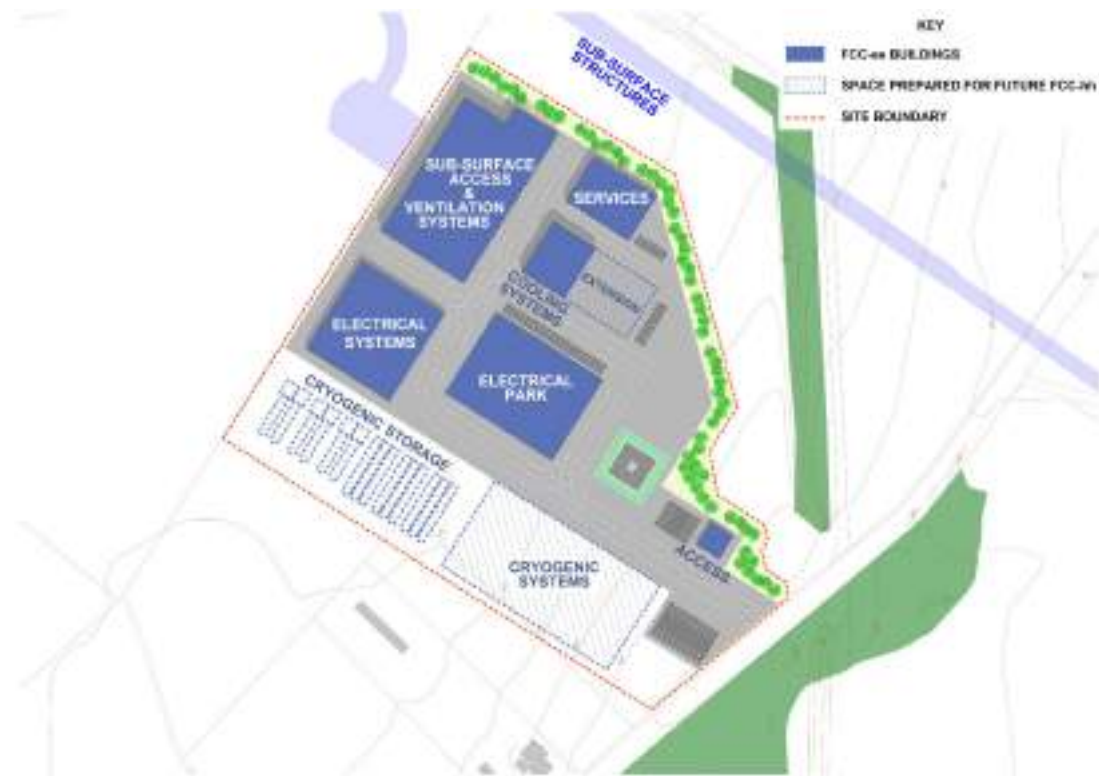 KEY
FCC-ee BUILDINGS
SPACE PREPARED FOR FUTURE FCC-hh
SITE BOUNDARY
SUB-SURFACE
STRUCTURES
SUB-SURFACE
ACCESS
&
VENTILATION
SYSTEMS
SERVICES
COOLING
SYSTEMS
EXTENSION
ELECTRICAL
SYSTEMS
ELECTRICAL
PARK
CRYOGENIC STORAGE
CRYOGENIC
SYSTEMS
ACCESS